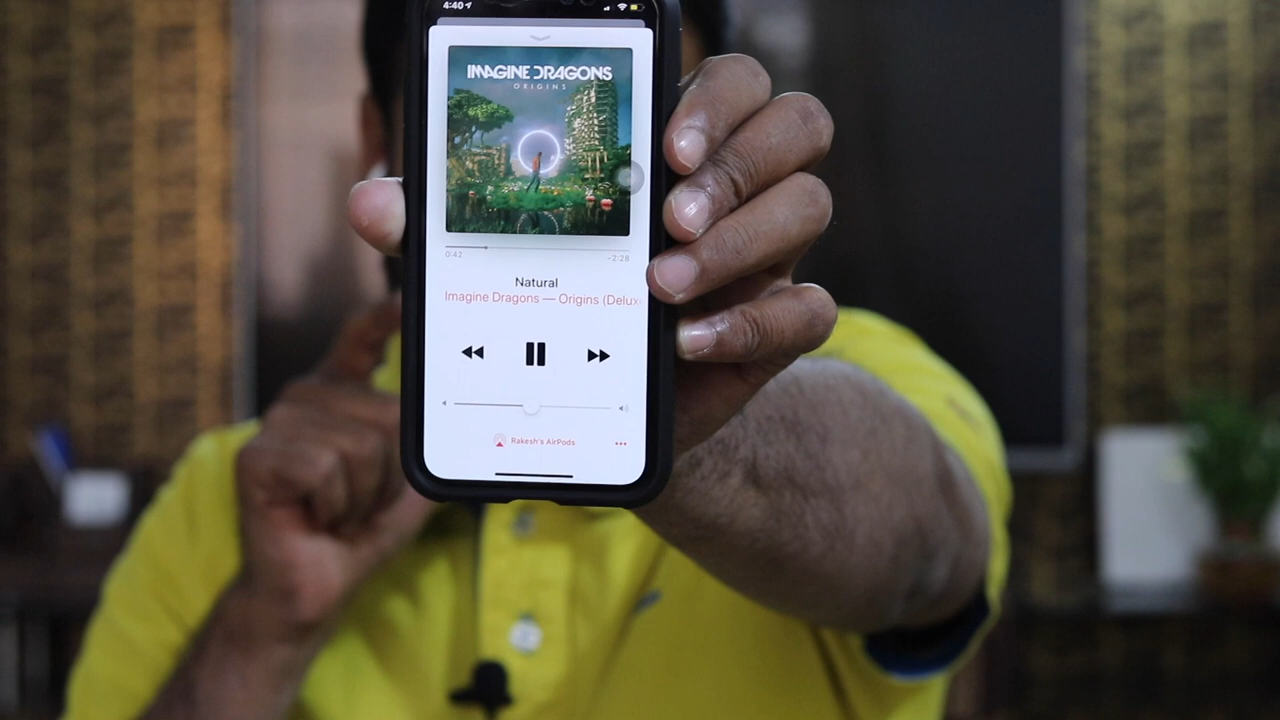 4:40
IMAGINE DRAGONS
ORIGINS
0:42
-2:28
Natural
Imagine Dragons — Origins (Delux
Rakesh's AirPods